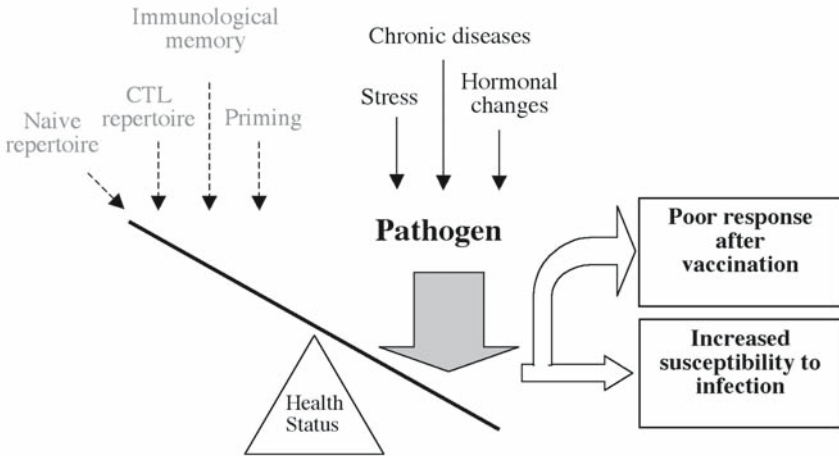 Immunological
memory
CTL
repertoire
Naive
repertoire
Priming
Chronic diseases
Stress
Hormonal
changes
Pathogen
Poor response
after
vaccination
Increased
susceptibility to
infection
Health
Status